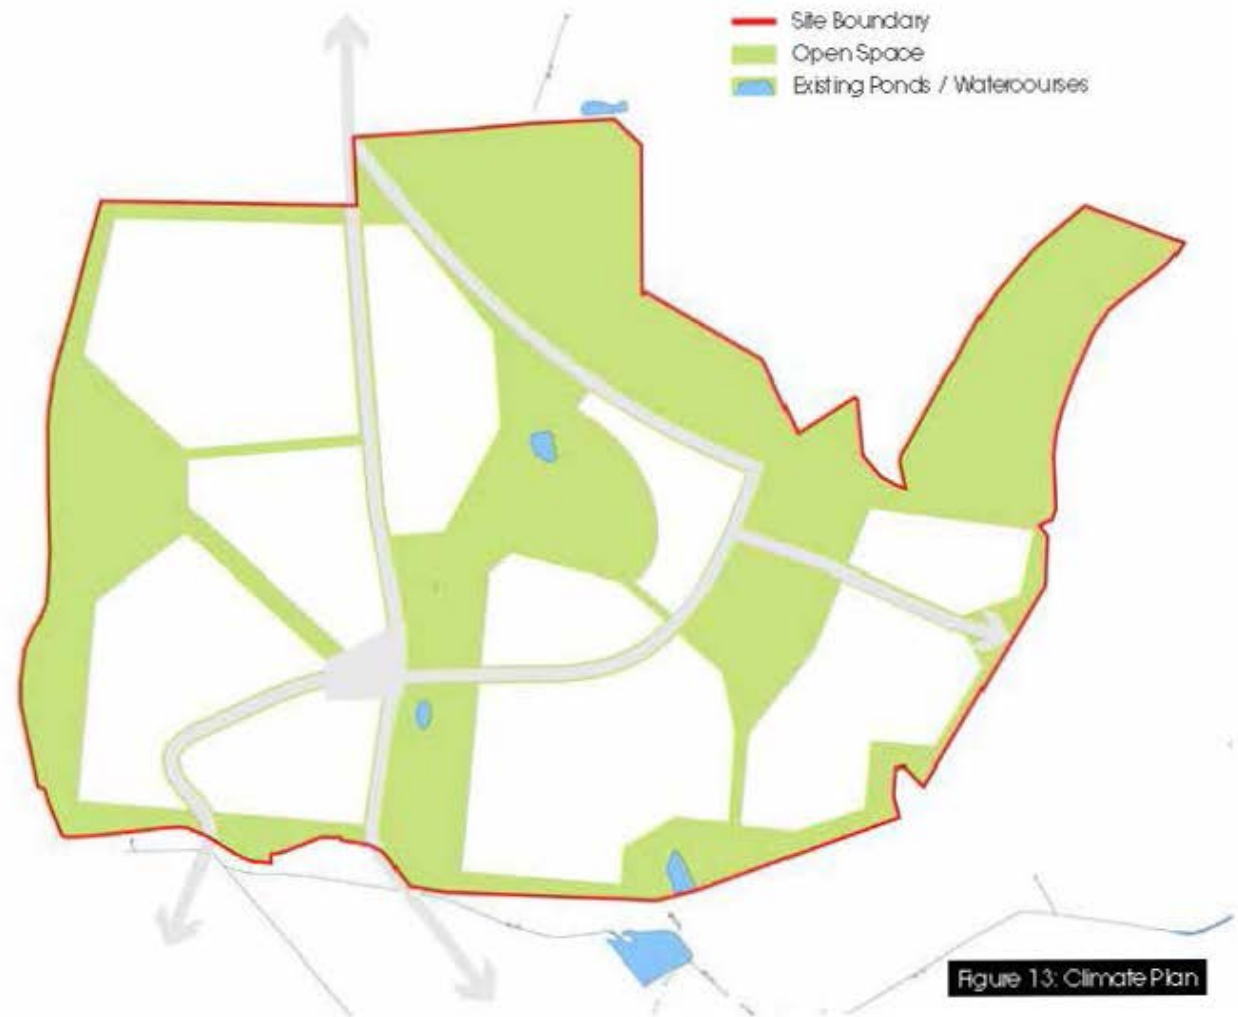 Site Boundary
Open Space
Existing Ponds / Watercourses
Figure 13: Climate Plan